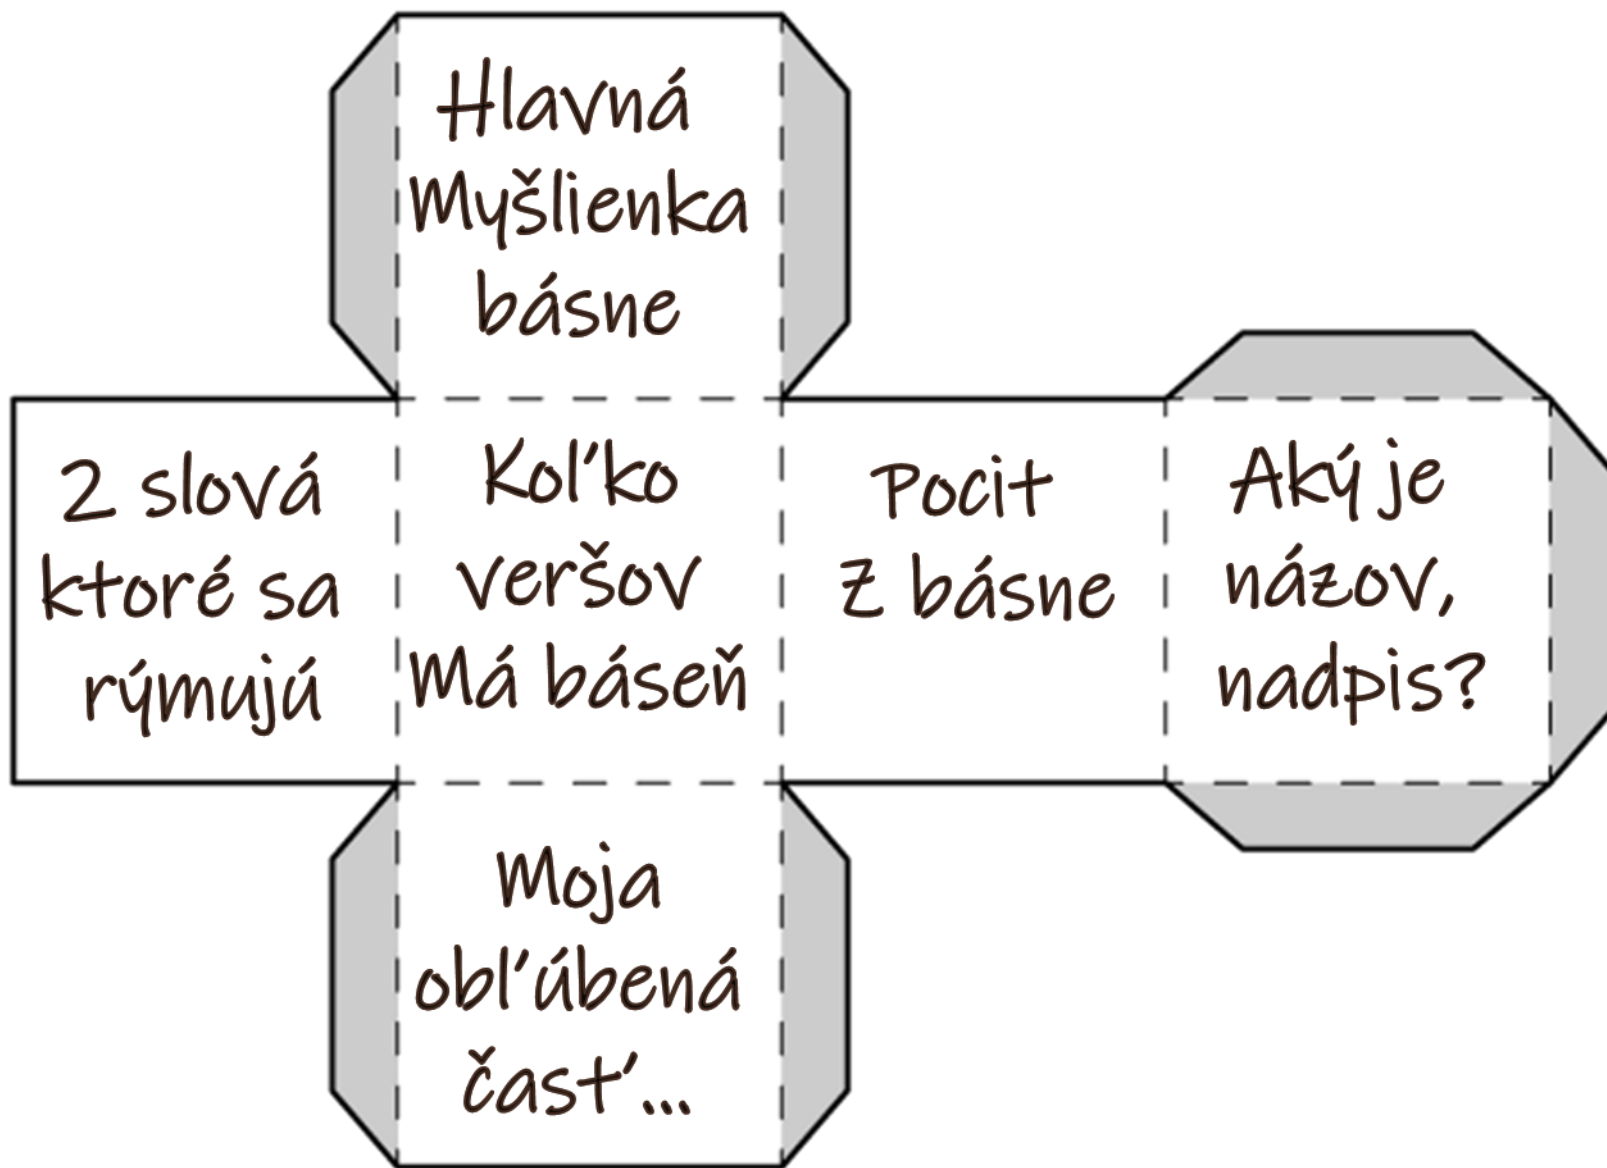 Hlavná
Myšlienka
básne
2 slová
ktoré sa
rýmujú
Koľko
veršov
Má báseň
Pocit
Z básne
Aký je
názov,
nadpis?
Moja
obľúbená
časť...